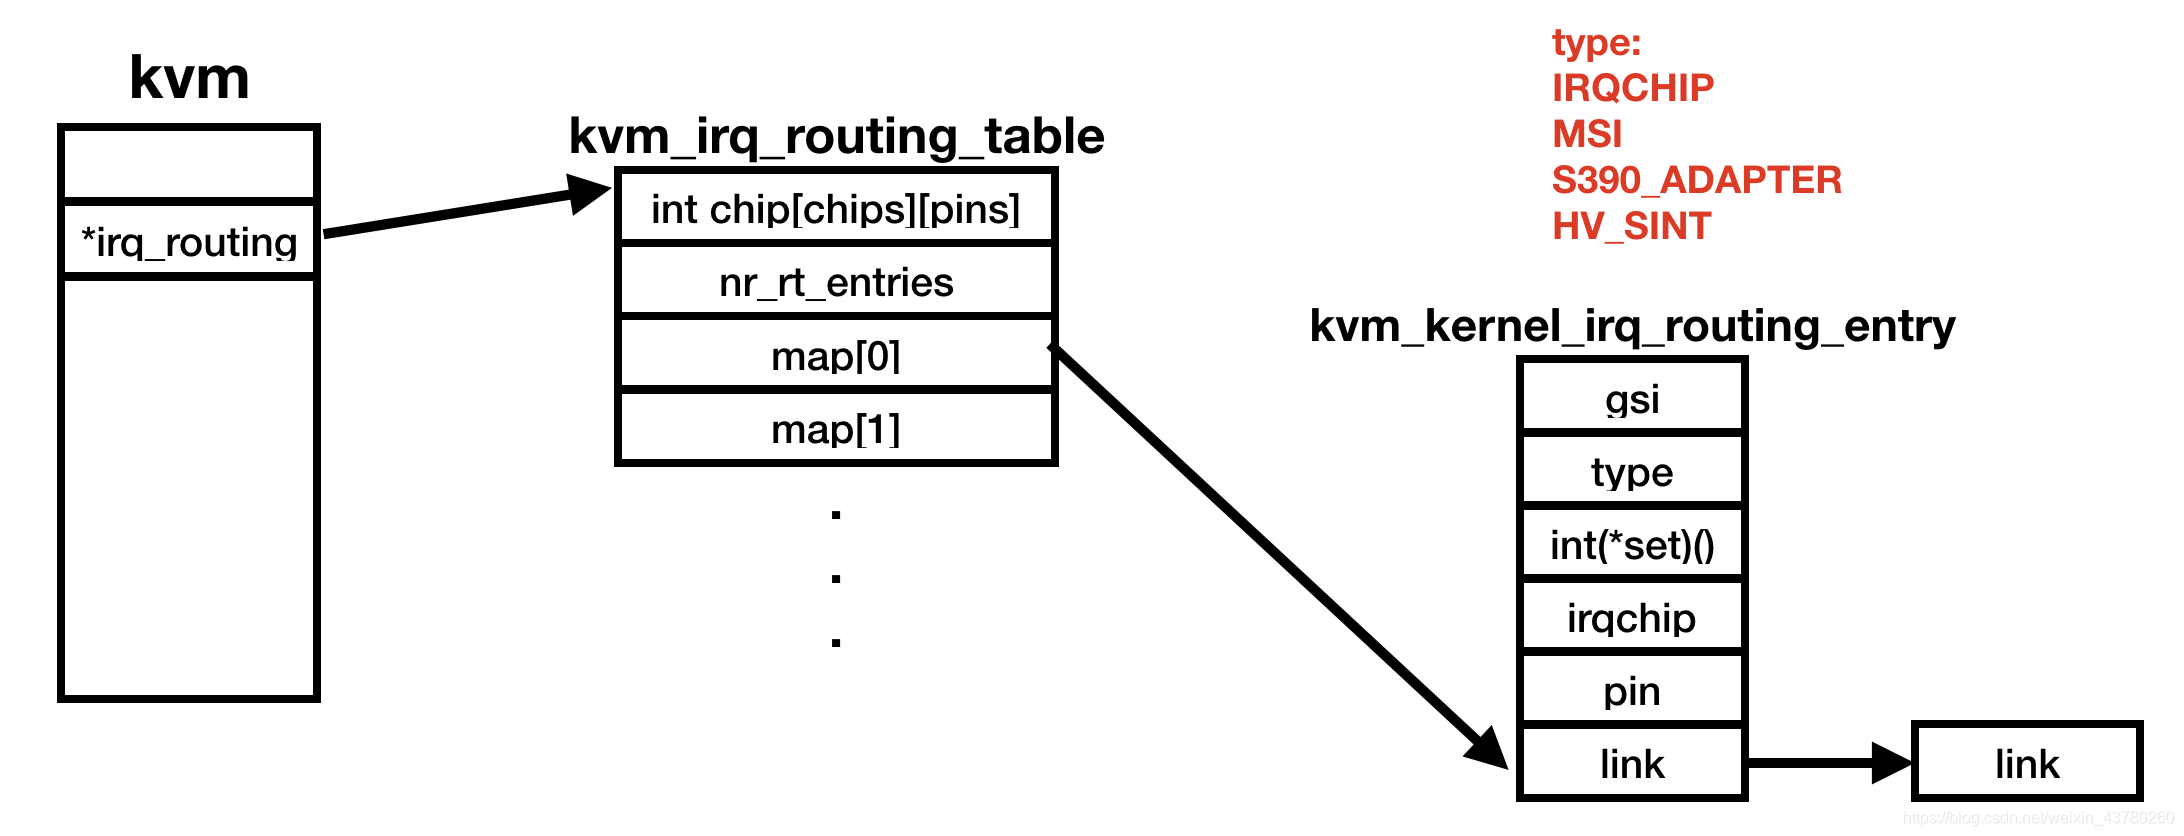 kvm
*irq_routing
kvm_irq_routing_table
int chip[chips][pins]
nr_rt_entries
map[0]
map[1]
.
.
.
type:
IRQCHIP
MSI
S390_ADAPTER
HV_SINT
kvm_kernel_irq_routing_entry
gsi
type
int(*set)()
irqchip
pin
link
link
https://blog.csdn.net/weixin_43780260